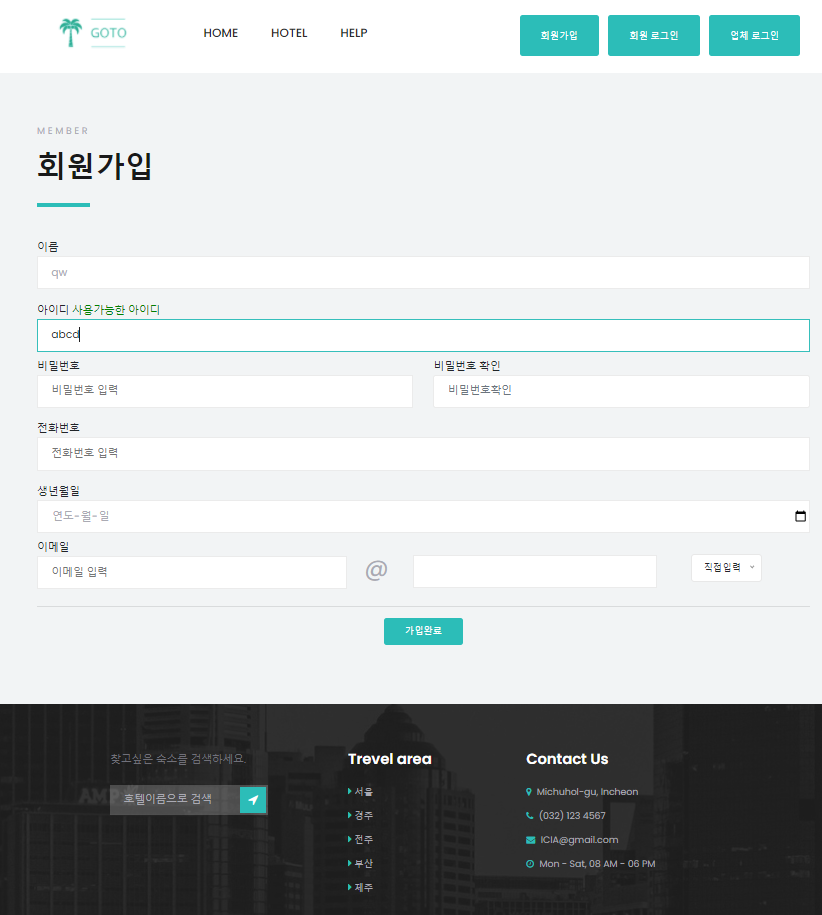 GOTO
HOME HOTEL HELP
회원가입 회원 로그인 업체 로그인
MEMBER
회원가입
이름
qw
아이디 사용가능한 아이디
abcd
비밀번호 비밀번호 확인
비밀번호 입력 비밀번호확인
전화번호
전화번호 입력
생년월일
연도-월-일
이메일
이메일 입력 @ 직접입력
가입완료
찾고싶은 숙소를 검색하세요.
호텔이름으로 검색
Trevel area
서울
경주
전주
부산
제주
Contact Us
Michuhol-gu, Incheon
(032) 123 4567
ICIA@gmail.com
Mon - Sat, 08 AM - 06 PM